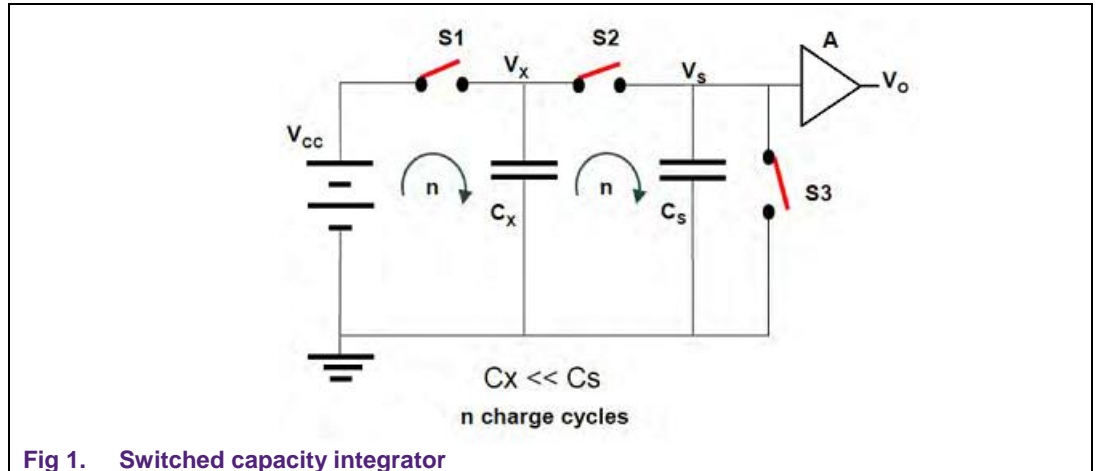 S1
S2
A
VX
VS
VO
VCC
n
n
S3
CX
CS
Cx << Cs
n charge cycles
Fig 1. Switched capacity integrator